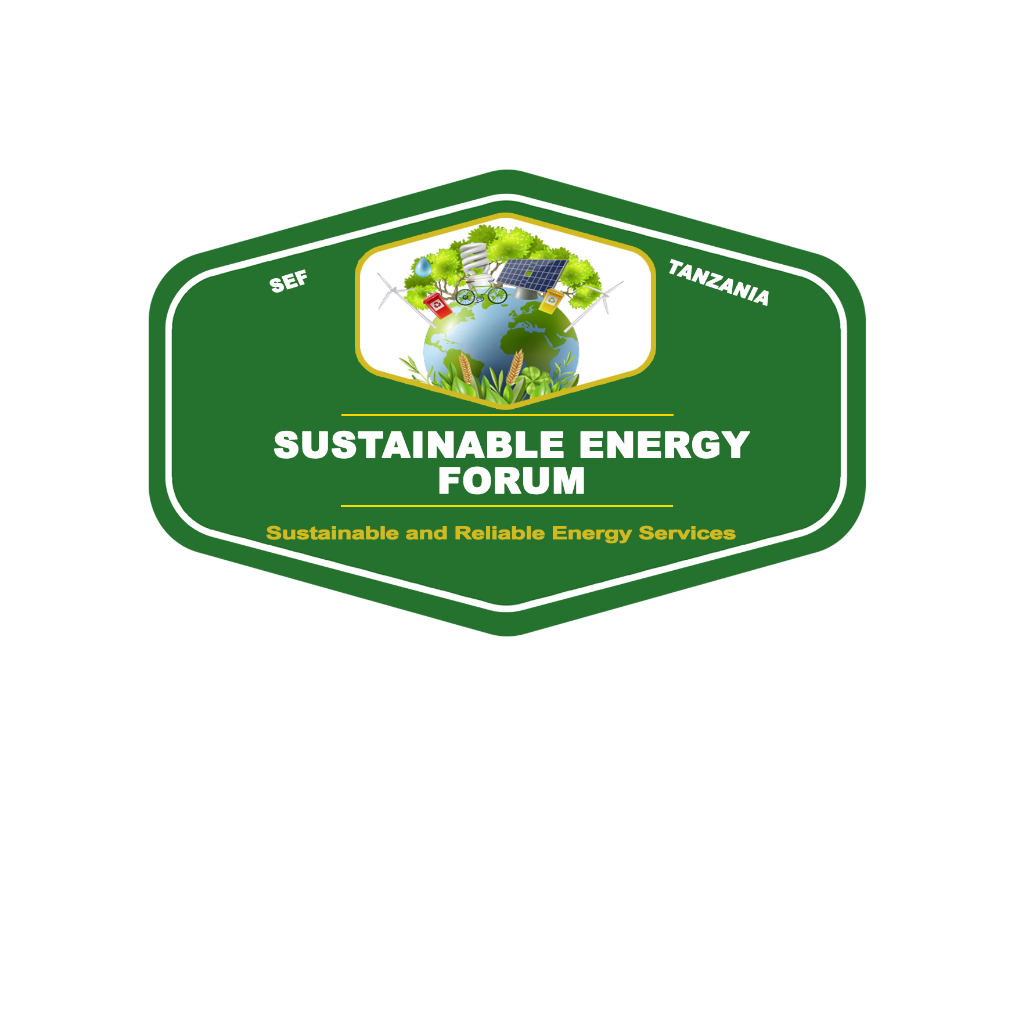 SEF
TANZANIA
SUSTAINABLE ENERGY
FORUM
Sustainable and Reliable Energy Services